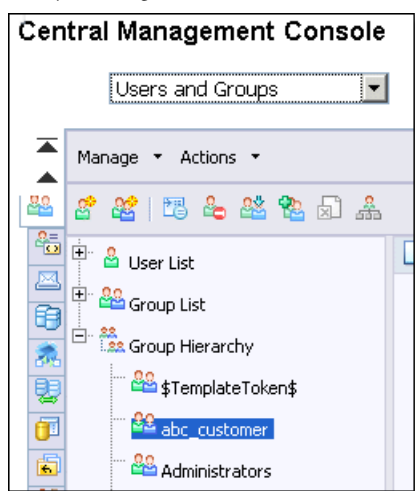 Central Management Console
Users and Groups
Manage Actions
User List
Group List
Group Hierarchy
$TemplateToken$
abc_customer
Administrators